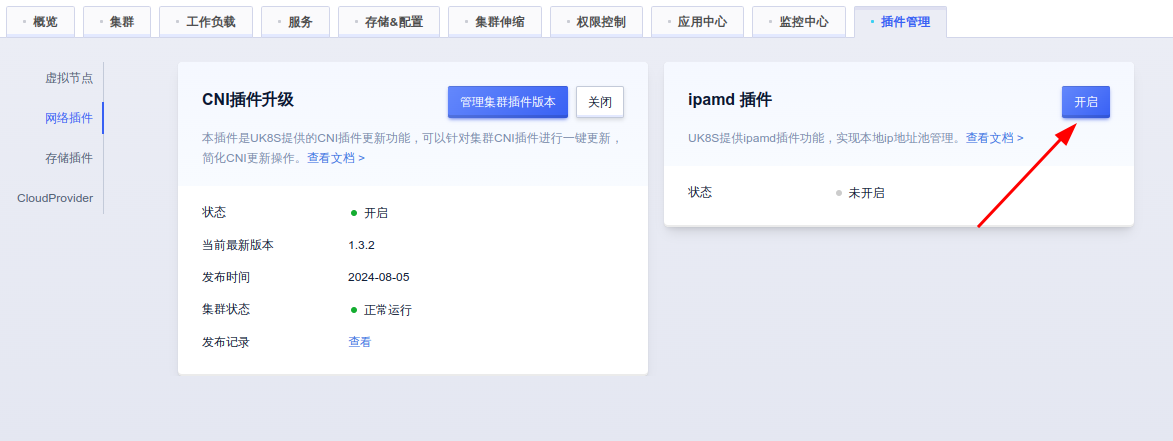 概览
集群
工作负载
服务
存储&配置
集群伸缩
权限控制
应用中心
监控中心
插件管理
虚拟节点
网络插件
存储插件
CloudProvider
CNI插件升级
管理集群插件版本
关闭
本插件是UK8S提供的CNI插件更新功能，可以针对集群CNI插件进行一键更新，
简化CNI更新操作。查看文档 >
状态
开启
当前最新版本
1.3.2
发布时间
2024-08-05
集群状态
正常运行
发布记录
查看
ipamd 插件
开启
UK8S提供ipamd插件功能，实现本地ip地址池管理。查看文档 >
状态
未开启